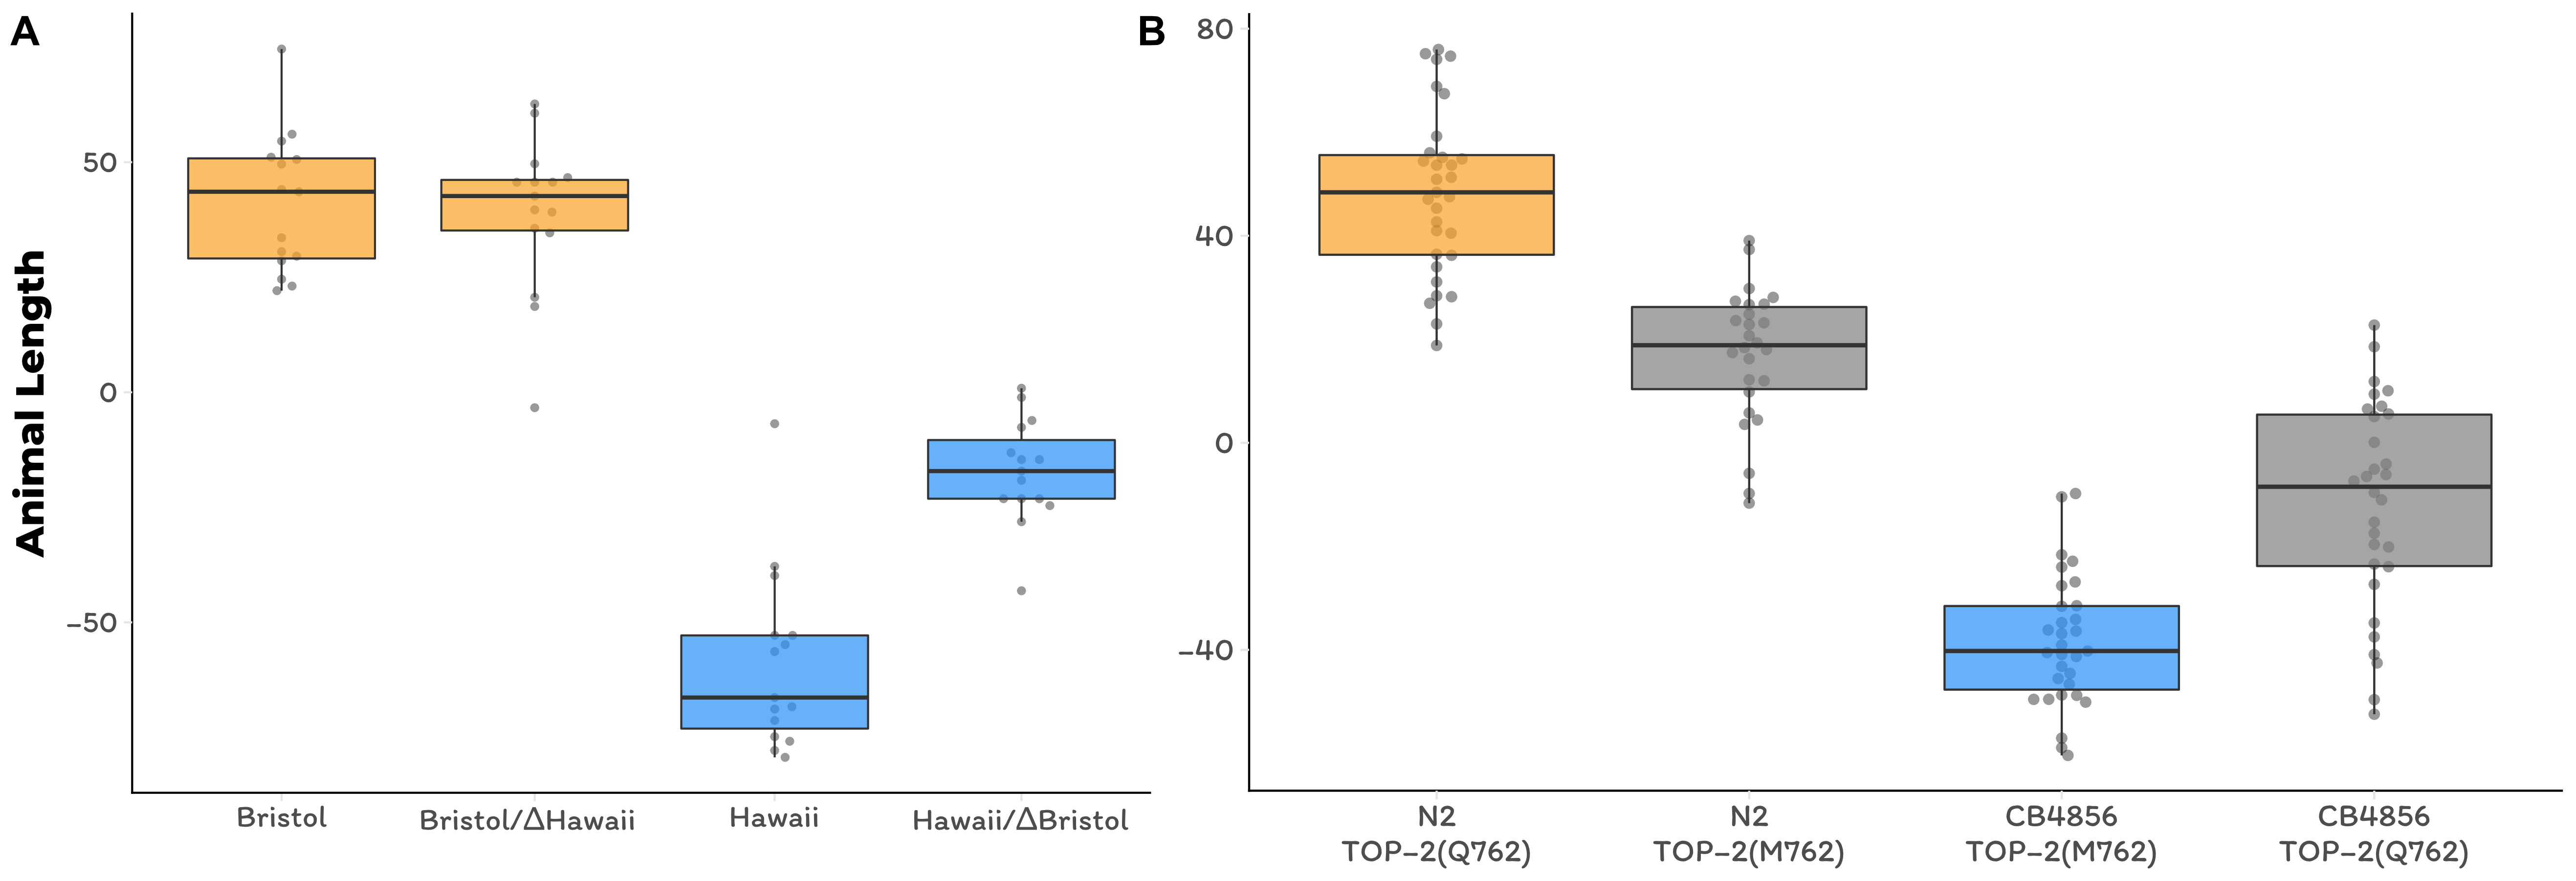 A
Animal Length
50
0
−50
Bristol
Bristol/ΔHawaii
Hawaii
Hawaii/ΔBristol
B
80
40
0
−40
N2
TOP−2(Q762)
N2
TOP−2(M762)
CB4856
TOP−2(M762)
CB4856
TOP−2(Q762)